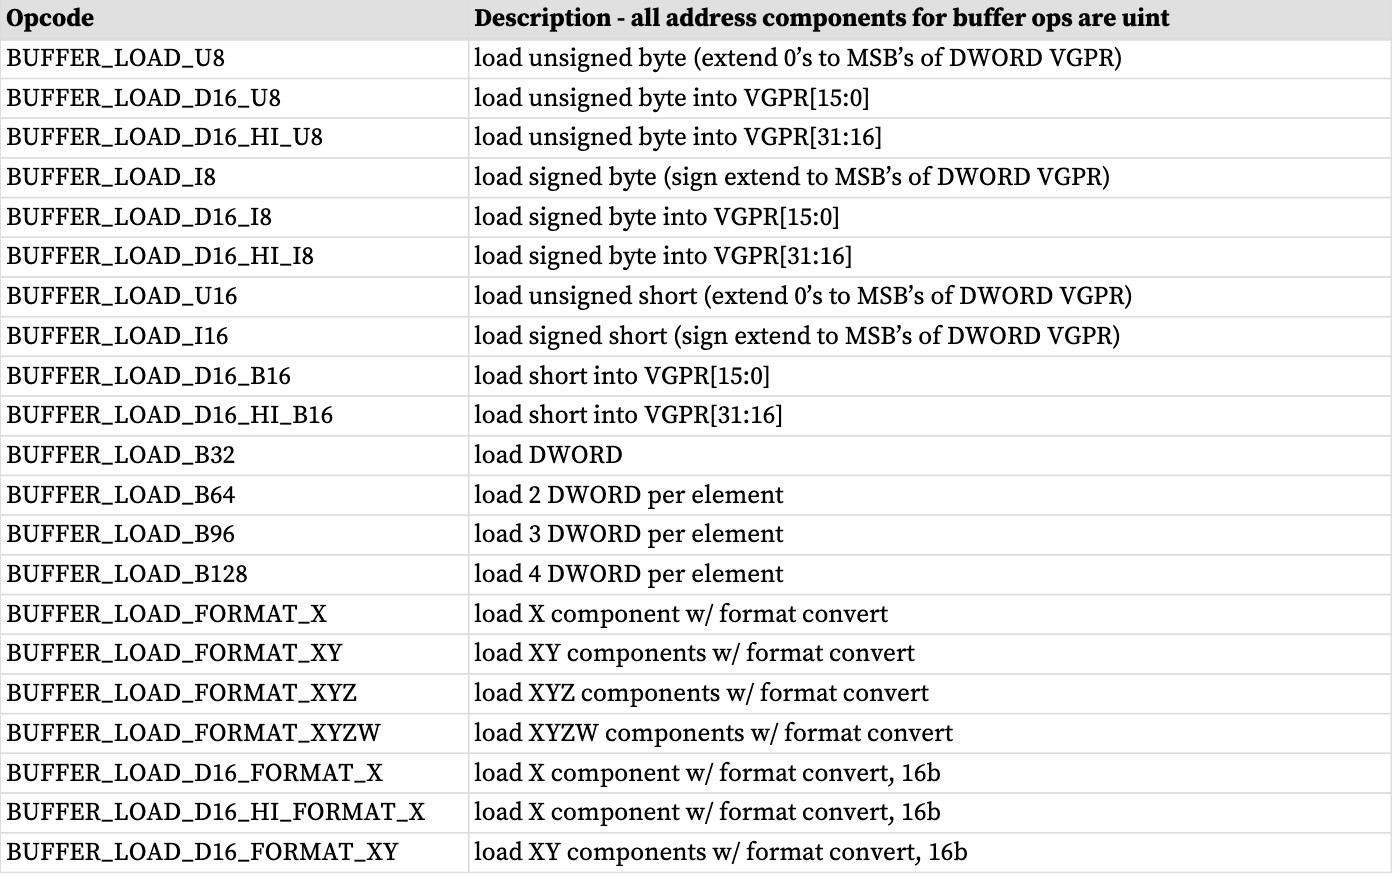 Opcode Description - all address components for buffer ops are uint
BUFFER_LOAD_U8 load unsigned byte (extend 0’s to MSB’s of DWORD VGPR)
BUFFER_LOAD_D16_U8 load unsigned byte into VGPR[15:0]
BUFFER_LOAD_D16_HI_U8 load unsigned byte into VGPR[31:16]
BUFFER_LOAD_I8 load signed byte (sign extend to MSB’s of DWORD VGPR)
BUFFER_LOAD_D16_I8 load signed byte into VGPR[15:0]
BUFFER_LOAD_D16_HI_I8 load signed byte into VGPR[31:16]
BUFFER_LOAD_U16 load unsigned short (extend 0’s to MSB’s of DWORD VGPR)
BUFFER_LOAD_I16 load signed short (sign extend to MSB’s of DWORD VGPR)
BUFFER_LOAD_D16_B16 load short into VGPR[15:0]
BUFFER_LOAD_D16_HI_B16 load short into VGPR[31:16]
BUFFER_LOAD_B32 load DWORD
BUFFER_LOAD_B64 load 2 DWORD per element
BUFFER_LOAD_B96 load 3 DWORD per element
BUFFER_LOAD_B128 load 4 DWORD per element
BUFFER_LOAD_FORMAT_X load X component w/ format convert
BUFFER_LOAD_FORMAT_XY load XY components w/ format convert
BUFFER_LOAD_FORMAT_XYZ load XYZ components w/ format convert
BUFFER_LOAD_FORMAT_XYZW load XYZW components w/ format convert
BUFFER_LOAD_D16_FORMAT_X load X component w/ format convert, 16b
BUFFER_LOAD_D16_HI_FORMAT_X load X component w/ format convert, 16b
BUFFER_LOAD_D16_FORMAT_XY load XY components w/ format convert, 16b